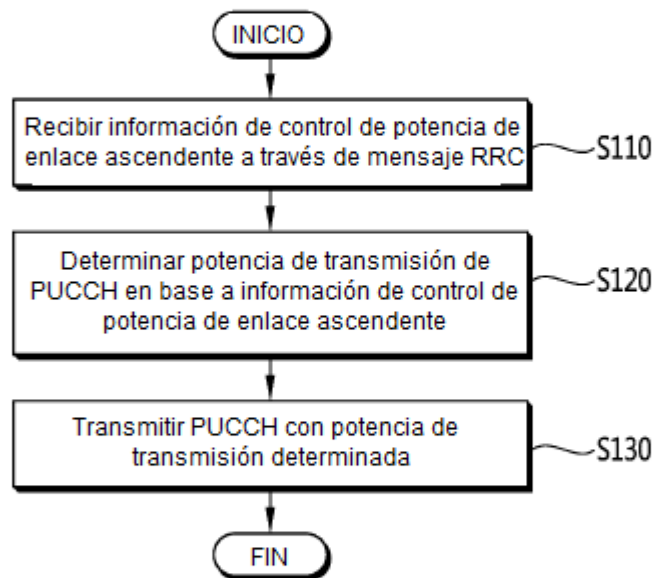 INICIO
Recibir información de control de potencia de
enlace ascendente a través de mensaje RRC
S110
Determinar potencia de transmisión de
PUCCH en base a información de control de
potencia de enlace ascendente
S120
Transmitir PUCCH con potencia de
transmisión determinada
S130
FIN